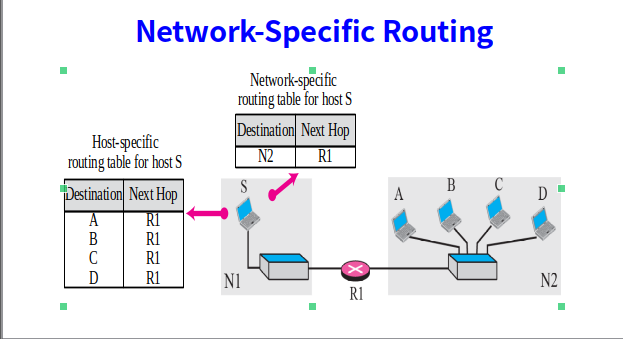 Network-Specific Routing
Network-specific
routing table for host S
Destination Next Hop
N2 R1
Host-specific
routing table for host S
Destination Next Hop
A R1
B R1
C R1
D R1
S
A B C D
N1
R1
N2